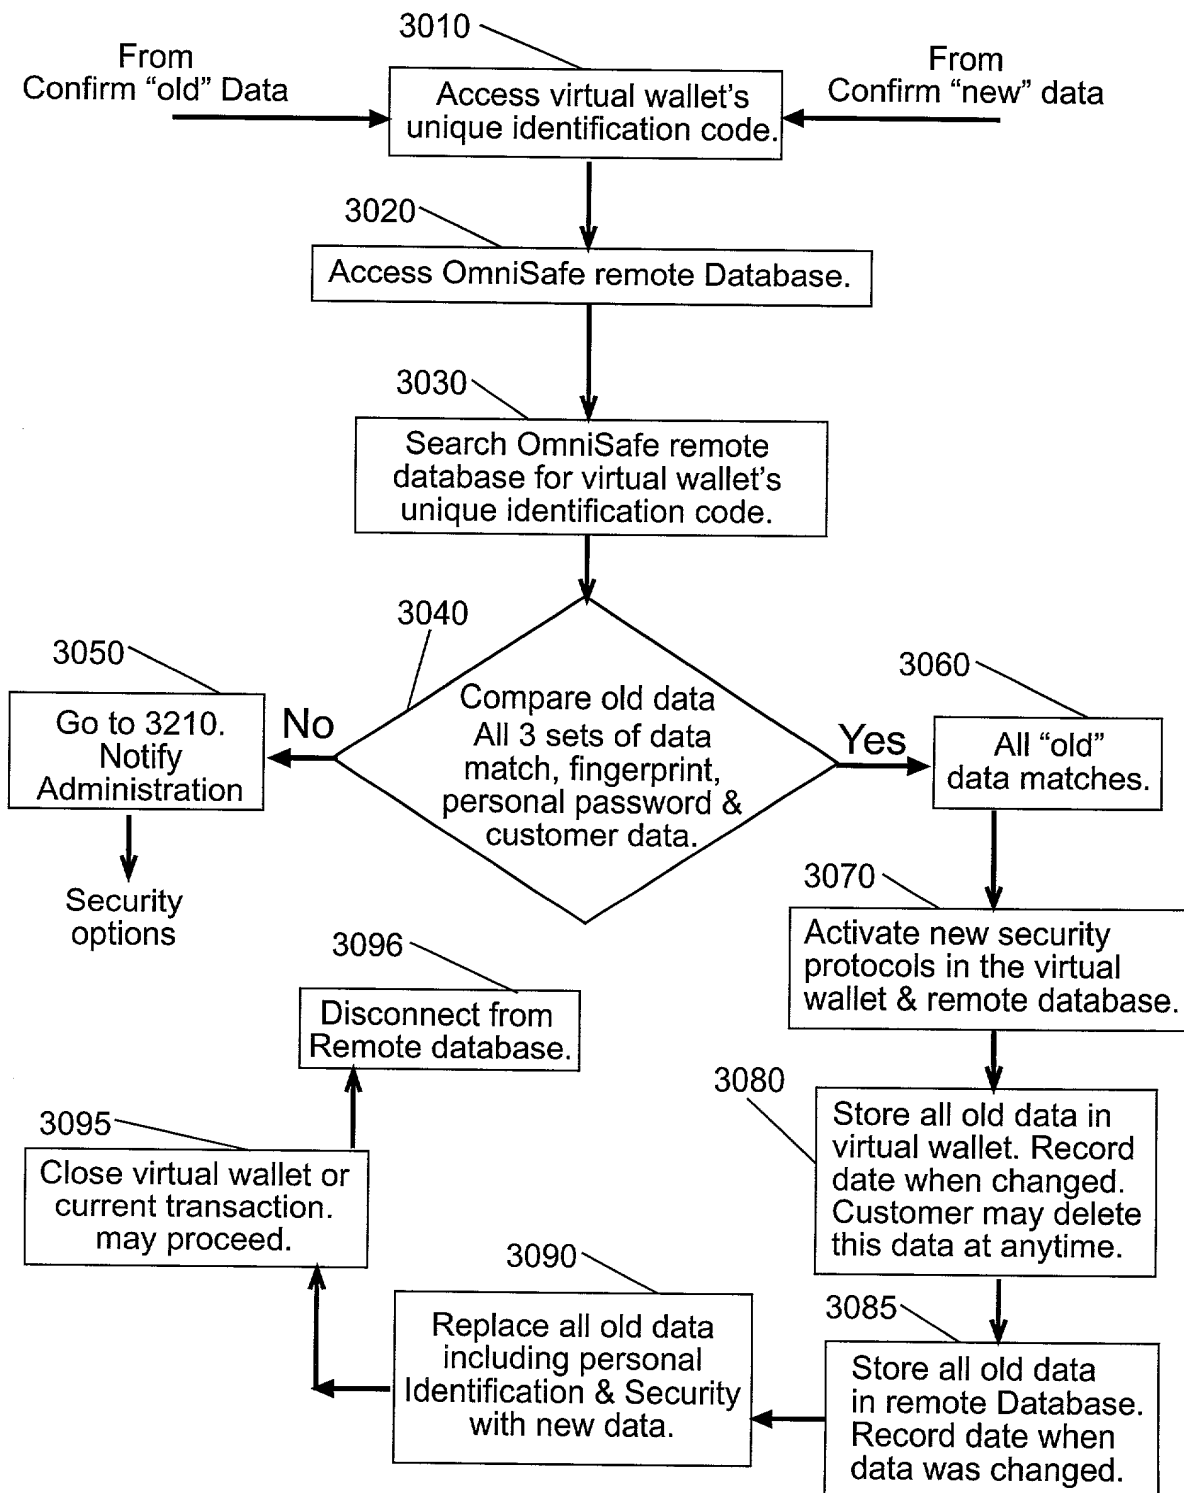 3010
From
Confirm "old" Data
From
Confirm "new" data
Access virtual wallet's
unique identification code.
3020
Access OmniSafe remote Database.
3030
Search OmniSafe remote
database for virtual wallet's
unique identification code.
3040
Compare old data
All 3 sets of data
match, fingerprint,
personal password &
customer data.
No
Yes
3050
Go to 3210.
Notify
Administration
Security
options
3060
All "old"
data matches.
3070
Activate new security
protocols in the virtual
wallet & remote database.
3080
Store all old data in
virtual wallet. Record
date when changed.
Customer may delete
this data at anytime.
3085
Store all old data
in remote Database.
Record date when
data was changed.
3090
Replace all old data
including personal
Identification & Security
with new data.
3095
Close virtual wallet or
current transaction.
may proceed.
3096
Disconnect from
Remote database.